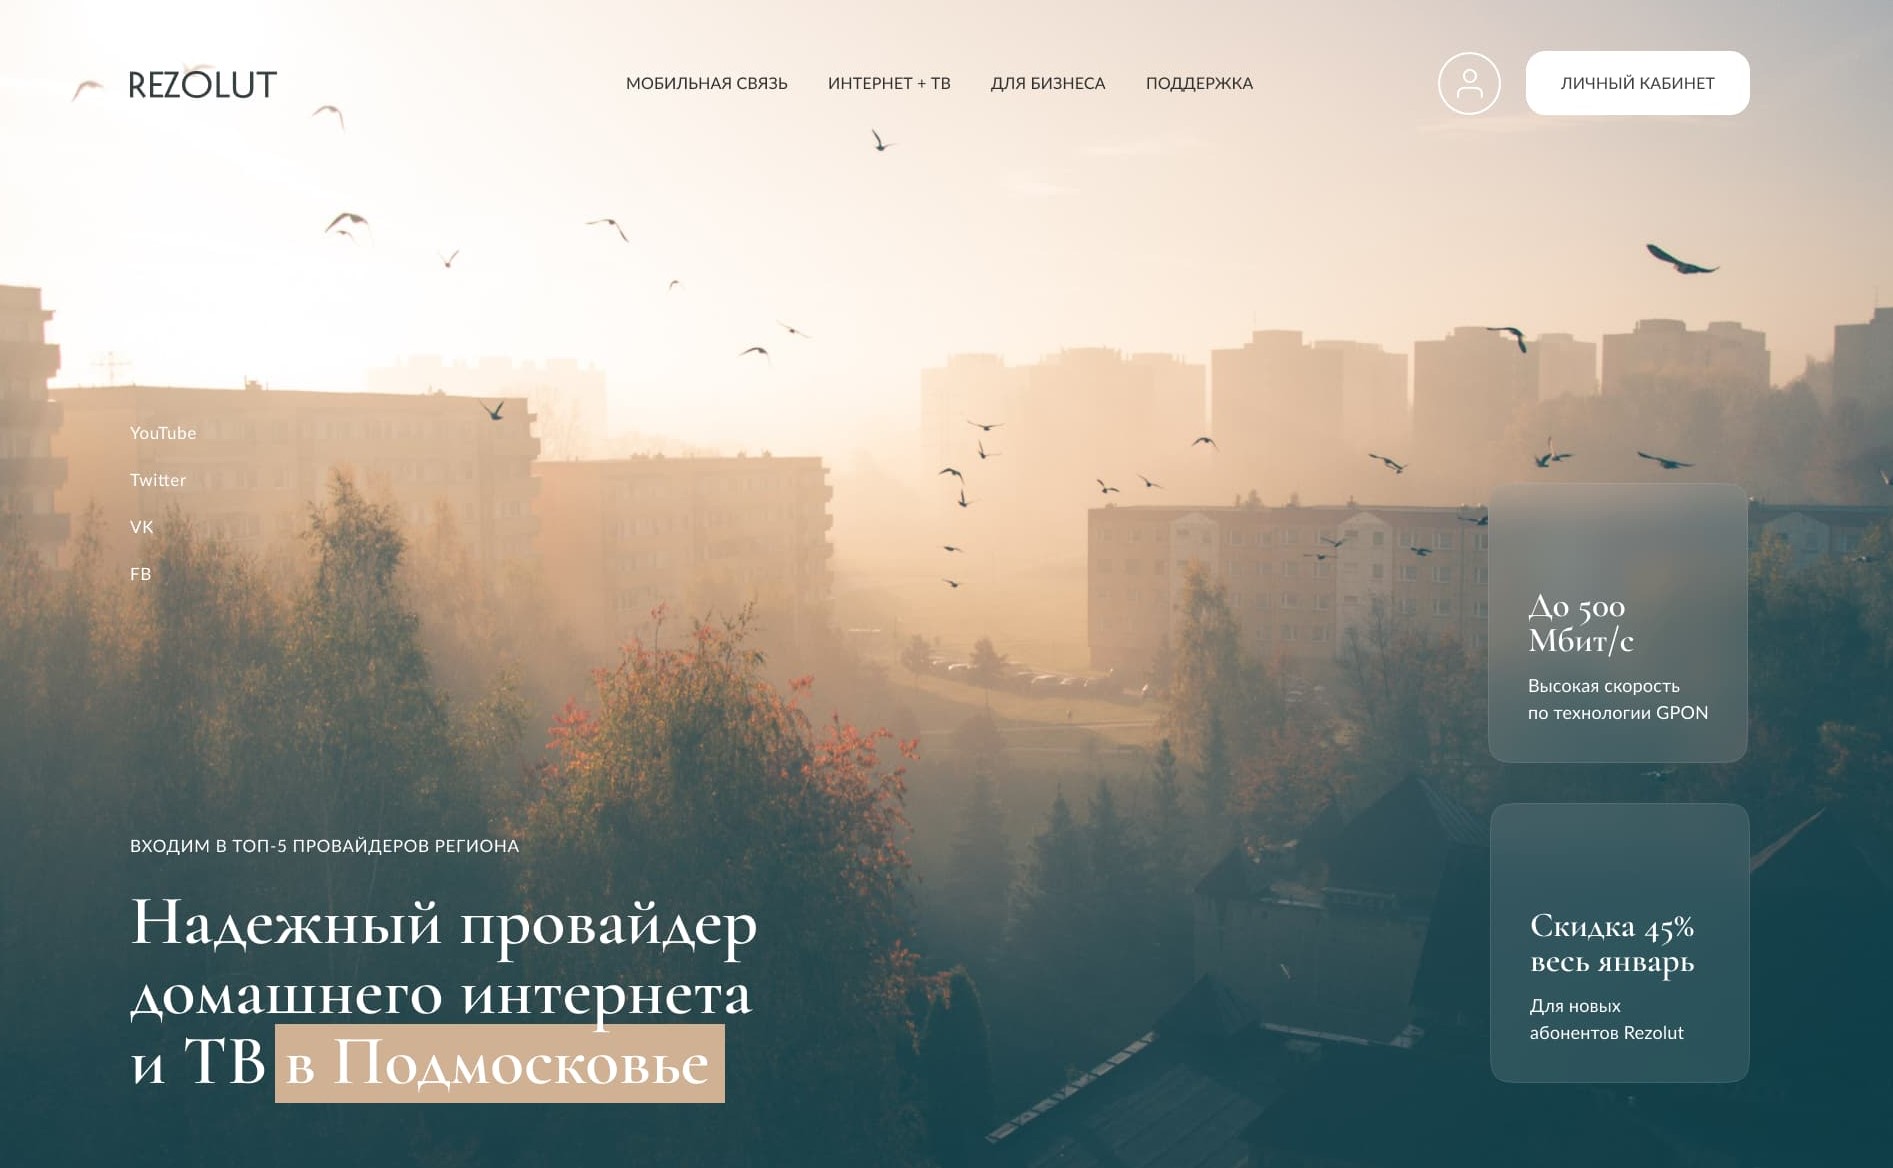 REZOLUT
МОБИЛЬНАЯ СВЯЗЬ
ИНТЕРНЕТ + ТВ
ДЛЯ БИЗНЕСА
ПОДДЕРЖКА
ЛИЧНЫЙ КАБИНЕТ
YouTube
Twitter
VK
FB
До 500
Мбит/с
Высокая скорость
по технологии GPON
ВХОДИМ В ТОП-5 ПРОВАЙДЕРОВ РЕГИОНА
Надежный провайдер
домашнего интернета
и ТВ в Подмосковье
Скидка 45%
весь январь
Для новых
абонентов Rezolut